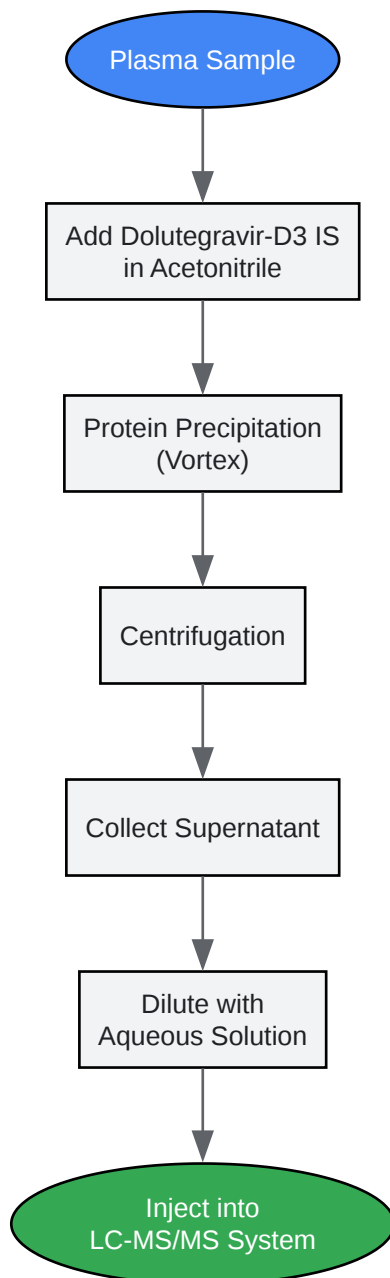 Plasma Sample
Add Dolutegravir-D3 IS
in Acetonitrile
Protein Precipitation
(Vortex)
Centrifugation
Collect Supernatant
Dilute with
Aqueous Solution
Inject into
LC-MS/MS System